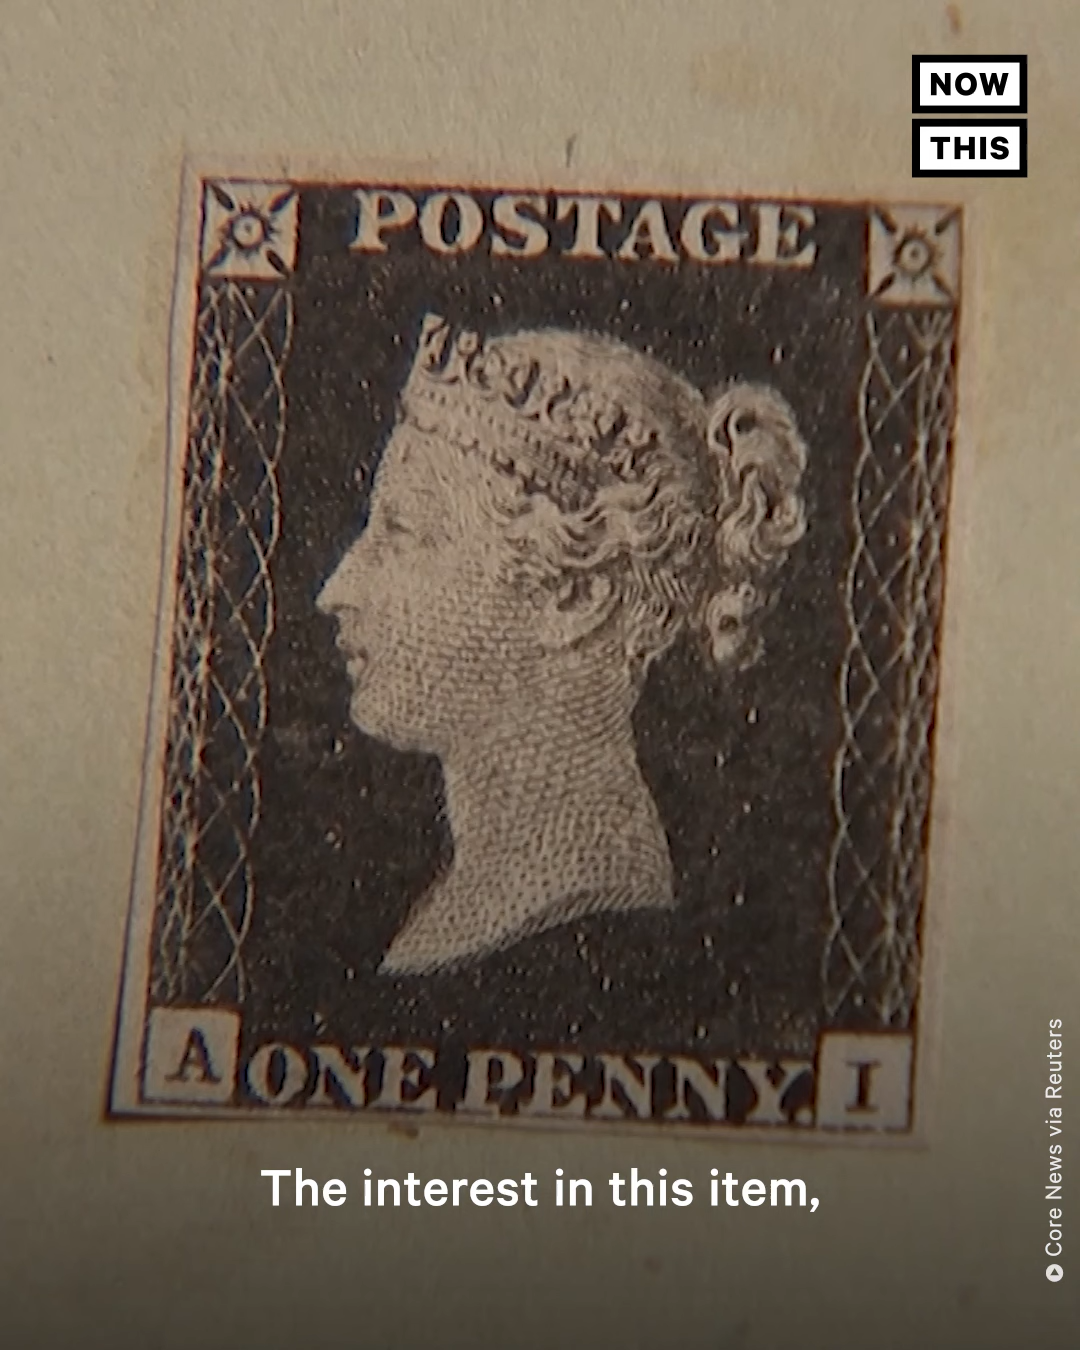 NOW
THIS
POSTAGE
A ONE PENNY. I
The interest in this item,
Core News via Reuters